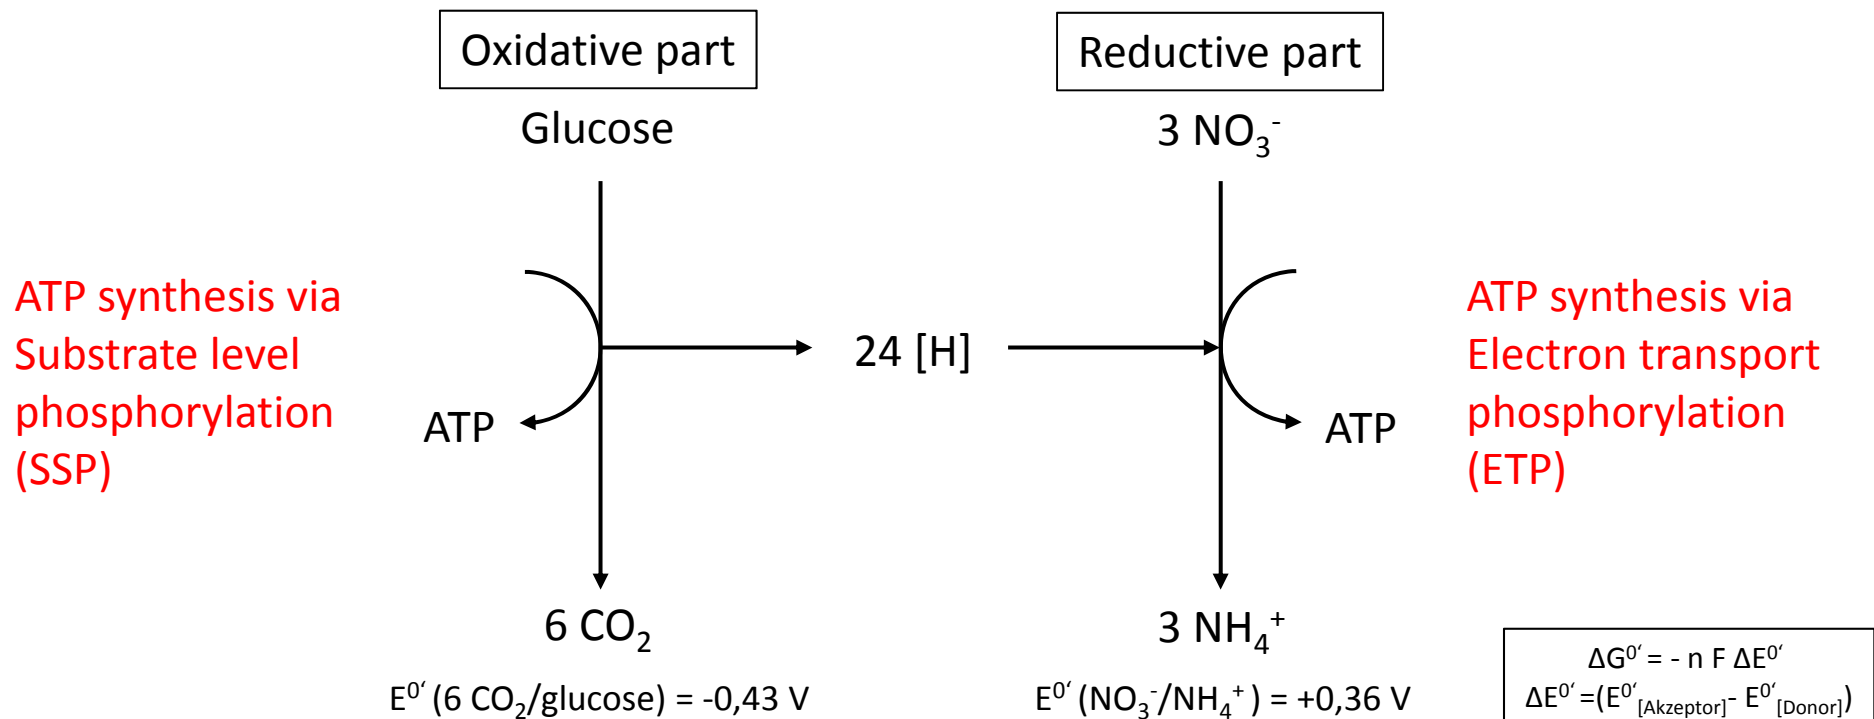 Oxidative part
Reductive part
Glucose
3 NO₃⁻
ATP synthesis via
Substrate level
phosphorylation
(SSP)
ATP
24 [H]
ATP
ATP synthesis via
Electron transport
phosphorylation
(ETP)
6 CO₂
3 NH₄⁺
E⁰‘ (6 CO₂/glucose) = -0,43 V
E⁰‘ (NO₃⁻/NH₄⁺ ) = +0,36 V
ΔG⁰‘ = - n F ΔE⁰‘
ΔE⁰‘ =(E⁰‘[Akzeptor]- E⁰‘[Donor])